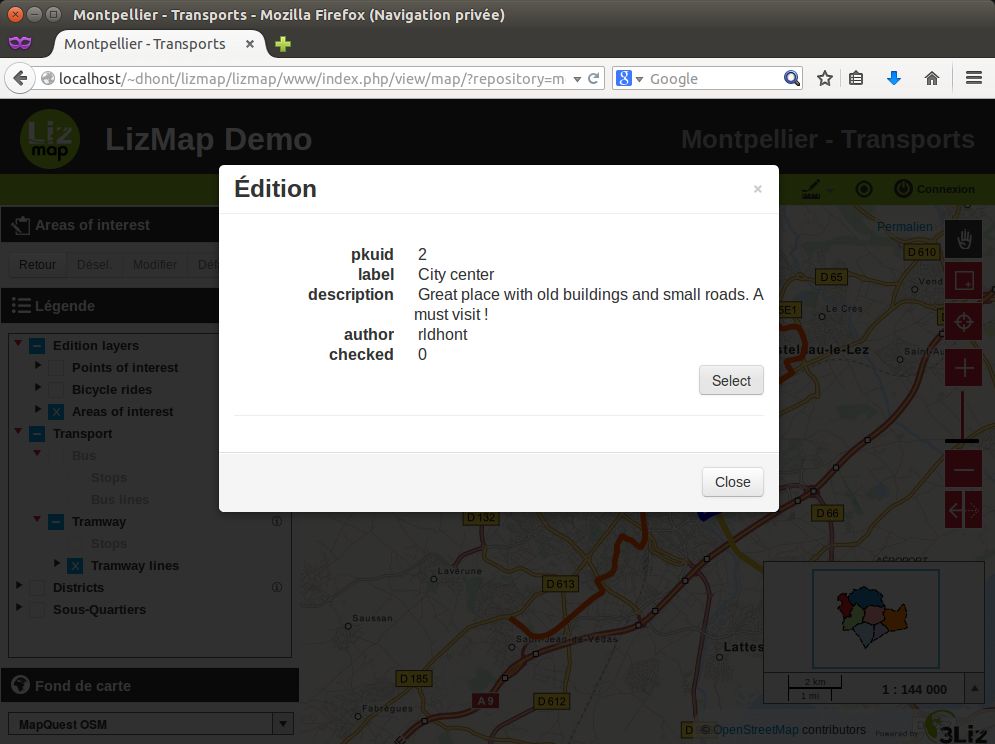 Montpellier - Transports - Mozilla Firefox (Navigation privée)
Montpellier - Transports
localhost/~dhont/lizmap/lizmap/www/index.php/view/map/?repository=m
Google
Liz
map
LizMap Demo
Montpellier - Transports
Connexion
Areas of interest
Retour
Désel.
Modifier
Légende
Edition layers
Points of interest
Bicycle rides
Areas of interest
Transport
Bus
Stops
Bus lines
Tramway
Stops
Tramway lines
Districts
Sous-Quartiers
Fond de carte
MapQuest OSM
Édition
×
pkuid 2
label City center
description Great place with old buildings and small roads. A
must visit !
author rldhont
checked 0
Select
Close
Permalien
D 610
D 65
Le Crès
D 132
D 66
Lavérune
D 613
Saussan
Saint-Jean-de-Védas
Lattes
D 185
A 9
D 612
Fabrègues
AÉROPORT
2 km
1 mi
1 : 144 000
© OpenStreetMap contributors
Powered by
3Liz